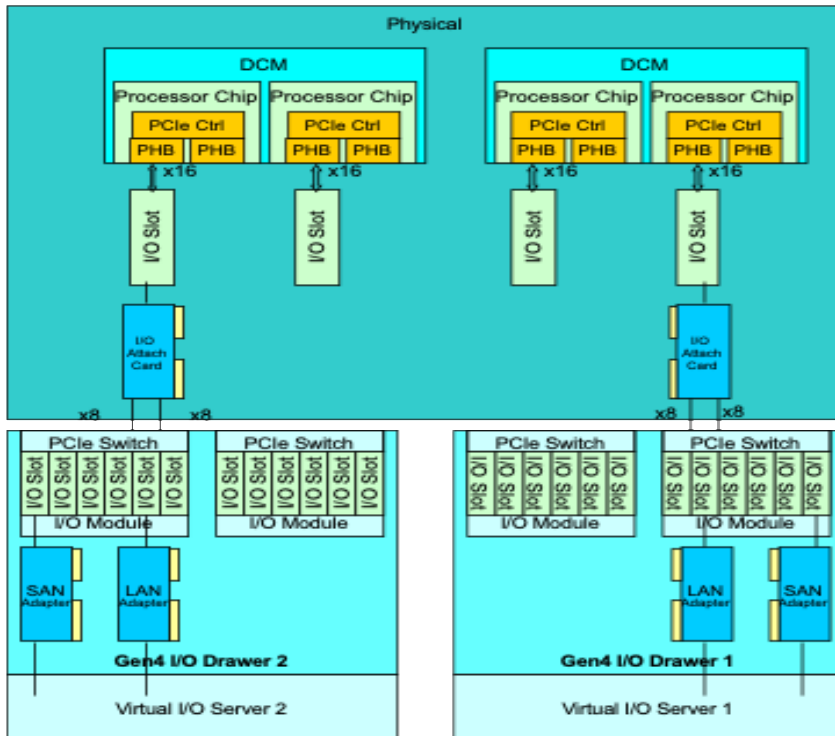 Physical
DCM
DCM
Processor Chip
Processor Chip
Processor Chip
Processor Chip
PCIe Ctrl
PCIe Ctrl
PCIe Ctrl
PCIe Ctrl
PHB PHB
PHB PHB
PHB PHB
PHB PHB
x16
x16
x16
x16
I/O Slot
I/O Slot
I/O Slot
I/O Slot
I/O
Attach
Card
I/O
Attach
Card
x8
x8
x8
x8
PCIe Switch
I/O Slot
I/O Slot
I/O Slot
I/O Slot
I/O Slot
I/O Slot
I/O Module
PCIe Switch
I/O Slot
I/O Slot
I/O Slot
I/O Slot
I/O Slot
I/O Slot
I/O Module
PCIe Switch
I/O Slot
I/O Slot
I/O Slot
I/O Slot
I/O Slot
I/O Slot
I/O Module
PCIe Switch
I/O Slot
I/O Slot
I/O Slot
I/O Slot
I/O Slot
I/O Slot
I/O Module
SAN
Adapter
LAN
Adapter
LAN
Adapter
SAN
Adapter
Gen4 I/O Drawer 2
Gen4 I/O Drawer 1
Virtual I/O Server 2
Virtual I/O Server 1